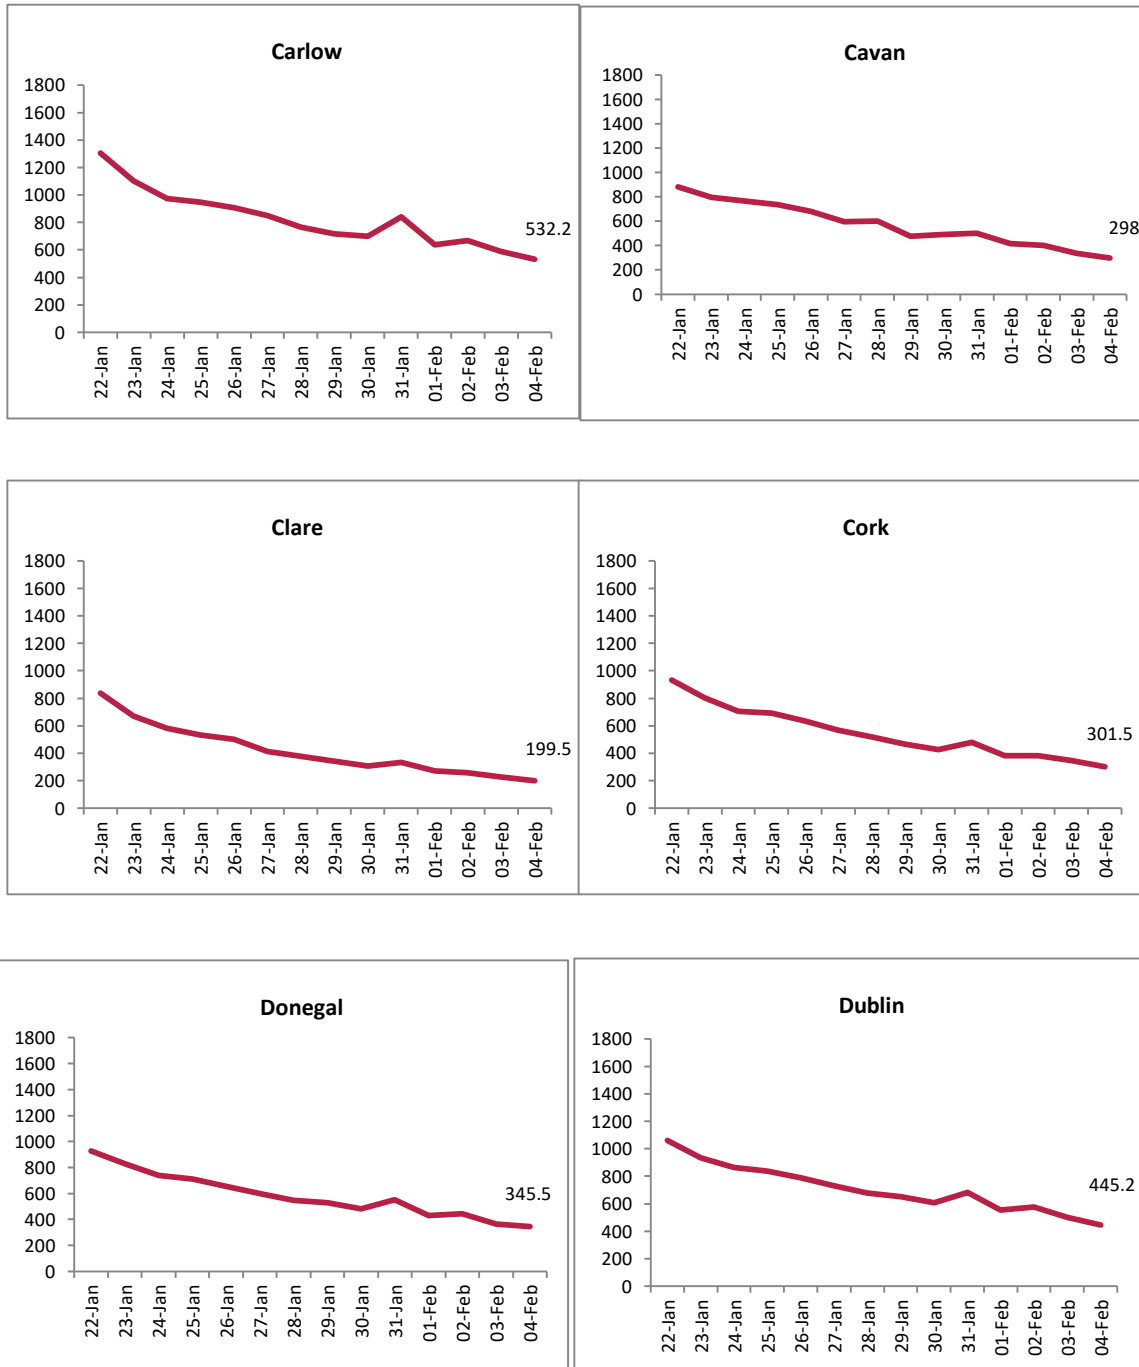 Carlow
1800
1600
1400
1200
1000
800
600
400
200
0
532.2
22-Jan
23-Jan
24-Jan
25-Jan
26-Jan
27-Jan
28-Jan
29-Jan
30-Jan
31-Jan
01-Feb
02-Feb
03-Feb
04-Feb
Cavan
1800
1600
1400
1200
1000
800
600
400
200
0
298
22-Jan
23-Jan
24-Jan
25-Jan
26-Jan
27-Jan
28-Jan
29-Jan
30-Jan
31-Jan
01-Feb
02-Feb
03-Feb
04-Feb
Clare
1800
1600
1400
1200
1000
800
600
400
200
0
199.5
22-Jan
23-Jan
24-Jan
25-Jan
26-Jan
27-Jan
28-Jan
29-Jan
30-Jan
31-Jan
01-Feb
02-Feb
03-Feb
04-Feb
Cork
1800
1600
1400
1200
1000
800
600
400
200
0
301.5
22-Jan
23-Jan
24-Jan
25-Jan
26-Jan
27-Jan
28-Jan
29-Jan
30-Jan
31-Jan
01-Feb
02-Feb
03-Feb
04-Feb
Donegal
1800
1600
1400
1200
1000
800
600
400
200
0
345.5
22-Jan
23-Jan
24-Jan
25-Jan
26-Jan
27-Jan
28-Jan
29-Jan
30-Jan
31-Jan
01-Feb
02-Feb
03-Feb
04-Feb
Dublin
1800
1600
1400
1200
1000
800
600
400
200
0
445.2
22-Jan
23-Jan
24-Jan
25-Jan
26-Jan
27-Jan
28-Jan
29-Jan
30-Jan
31-Jan
01-Feb
02-Feb
03-Feb
04-Feb